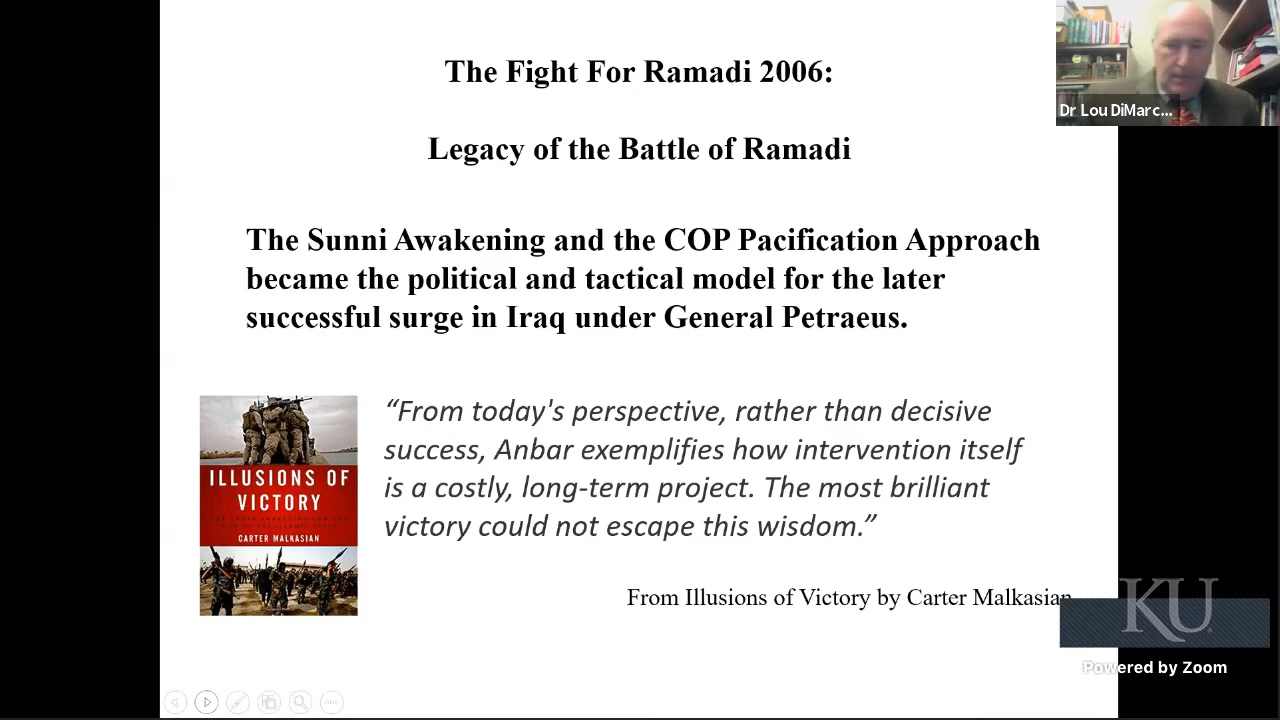 The Fight For Ramadi 2006:
Legacy of the Battle of Ramadi
The Sunni Awakening and the COP Pacification Approach
became the political and tactical model for the later
successful surge in Iraq under General Petraeus.
“From today's perspective, rather than decisive
success, Anbar exemplifies how intervention itself
is a costly, long-term project. The most brilliant
victory could not escape this wisdom.”
ILLUSIONS OF
VICTORY
CARTER MALKASIAN
From Illusions of Victory by Carter Malkasian
Dr Lou DiMarc...
KU
Powered by Zoom